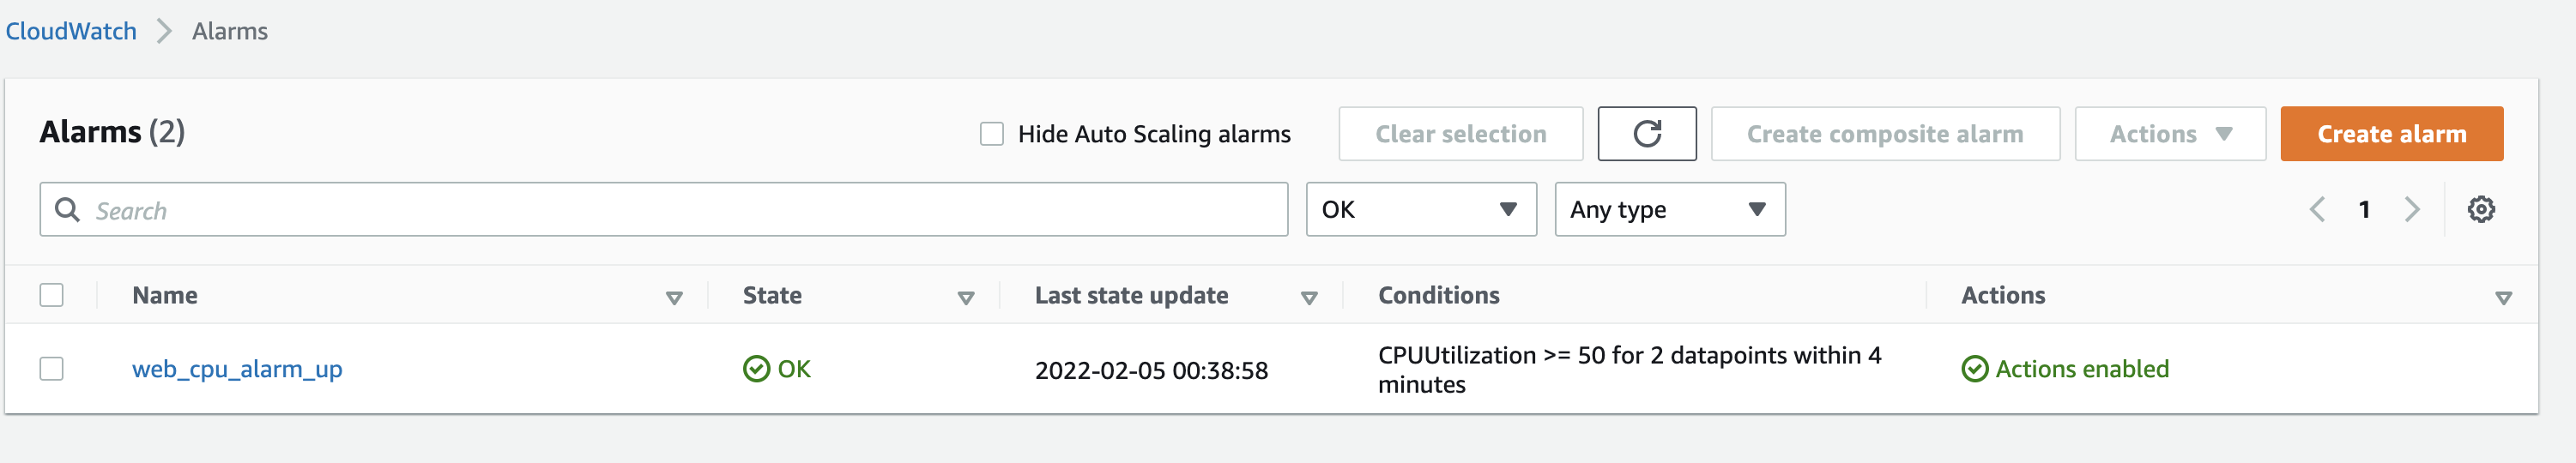 CloudWatch Alarms
Alarms (2)
Hide Auto Scaling alarms
Clear selection
Create composite alarm
Actions
Create alarm
Search
OK
Any type
1
Name State Last state update Conditions Actions
web_cpu_alarm_up OK 2022-02-05 00:38:58 CPUUtilization >= 50 for 2 datapoints within 4
minutes
Actions enabled